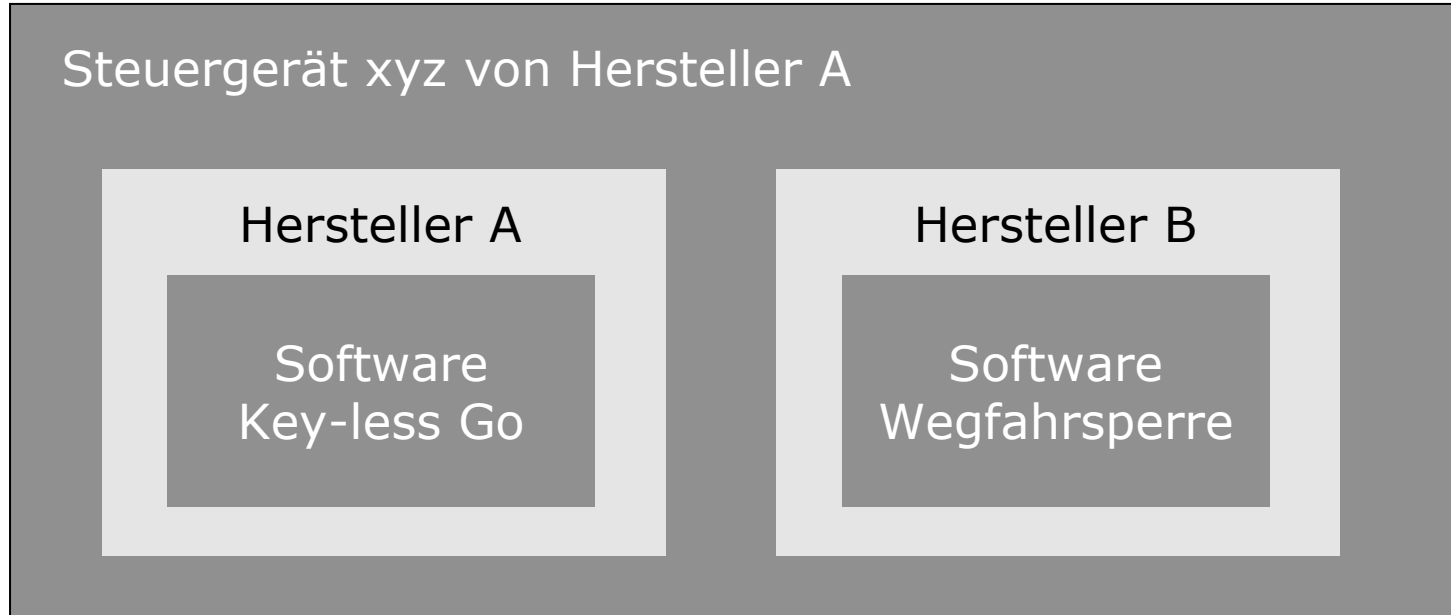 Steuergerät xyz von Hersteller A
Hersteller A
Software
Key-less Go
Hersteller B
Software
Wegfahrsperre